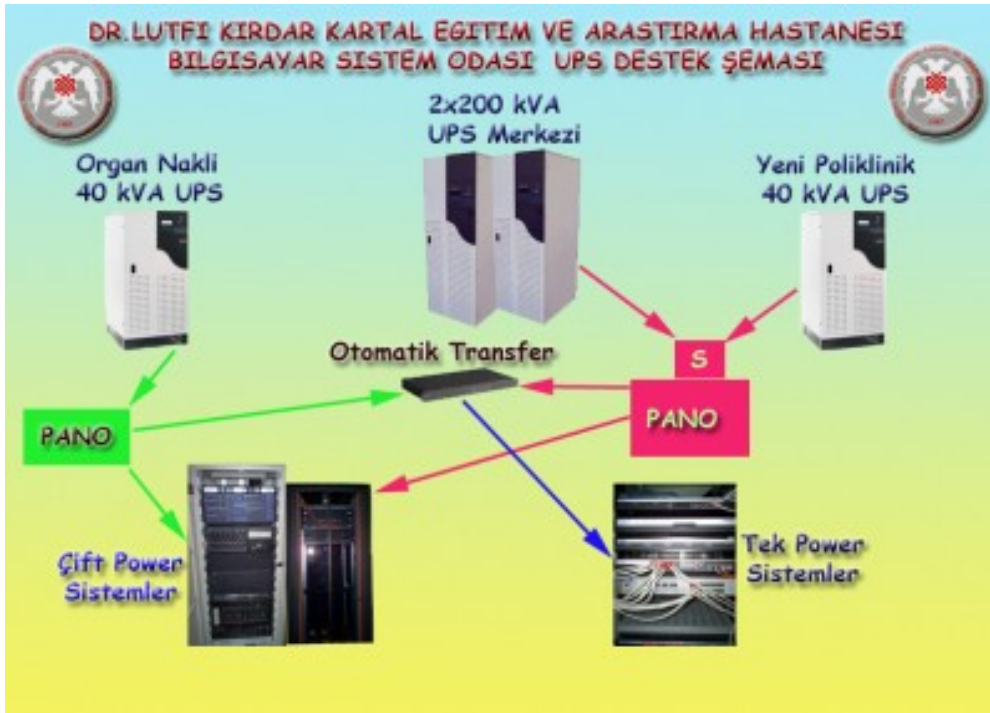 DR.LUTFI KIRDAR KARTAL EGITIM VE ARASTIRMA HASTANESI
BILGISAYAR SISTEM ODASI UPS DESTEK ŞEMASI
2x200 kVA
UPS Merkezi
Organ Nakli
40 kVA UPS
Yeni Poliklinik
40 kVA UPS
Otomatik Transfer
S
PANO
PANO
Çift Power
Sistemler
Tek Power
Sistemler